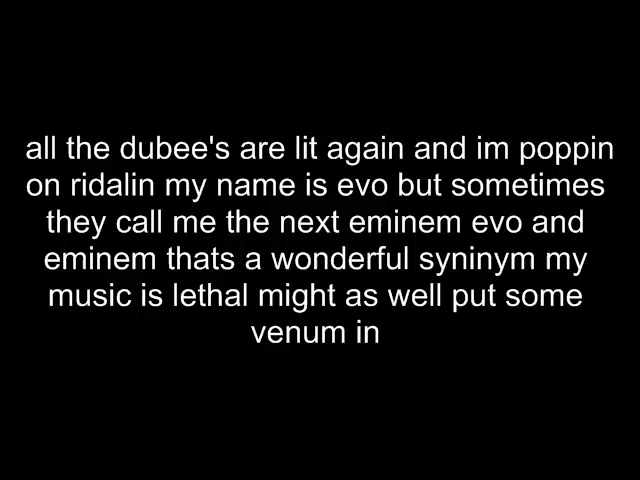 all the dubee's are lit again and im poppin
on ridalin my name is evo but sometimes
they call me the next eminem evo and
eminem thats a wonderful syninym my
music is lethal might as well put some
venum in